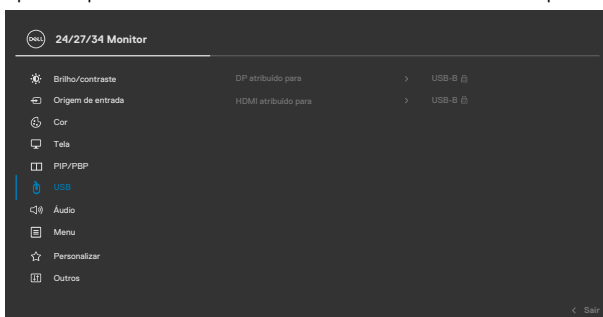 DELL
24/27/34 Monitor
Brilho/contraste
DP atribuído para > USB-B
Origem de entrada
HDMI atribuído para > USB-B
Cor
Tela
PIP/PBP
USB
Áudio
Menu
Personalizar
Outros
< Sair